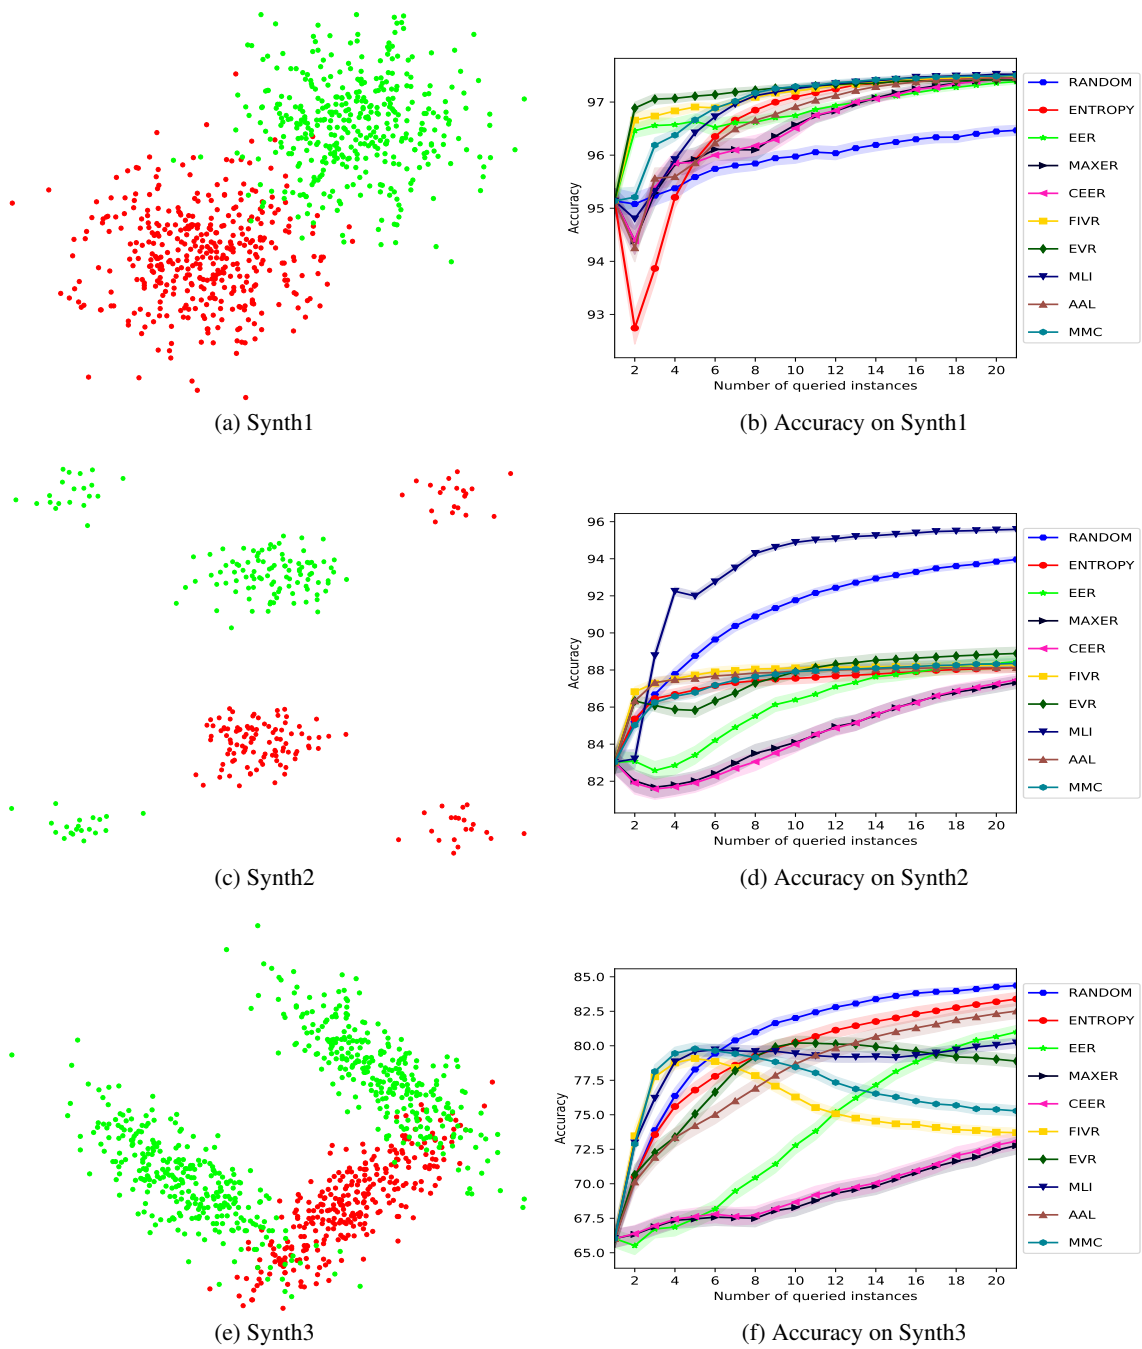 97
96
95
94
93
Accuracy
2 4 6 8 10 12 14 16 18 20
Number of queried instances
RANDOM
ENTROPY
EER
MAXER
CEER
FIVR
EVR
MLI
AAL
MMC
(a) Synth1
(b) Accuracy on Synth1
96
94
92
90
88
86
84
82
Accuracy
2 4 6 8 10 12 14 16 18 20
Number of queried instances
RANDOM
ENTROPY
EER
MAXER
CEER
FIVR
EVR
MLI
AAL
MMC
(c) Synth2
(d) Accuracy on Synth2
85.0
82.5
80.0
77.5
75.0
72.5
70.0
67.5
65.0
Accuracy
2 4 6 8 10 12 14 16 18 20
Number of queried instances
RANDOM
ENTROPY
EER
MAXER
CEER
FIVR
EVR
MLI
AAL
MMC
(e) Synth3
(f) Accuracy on Synth3